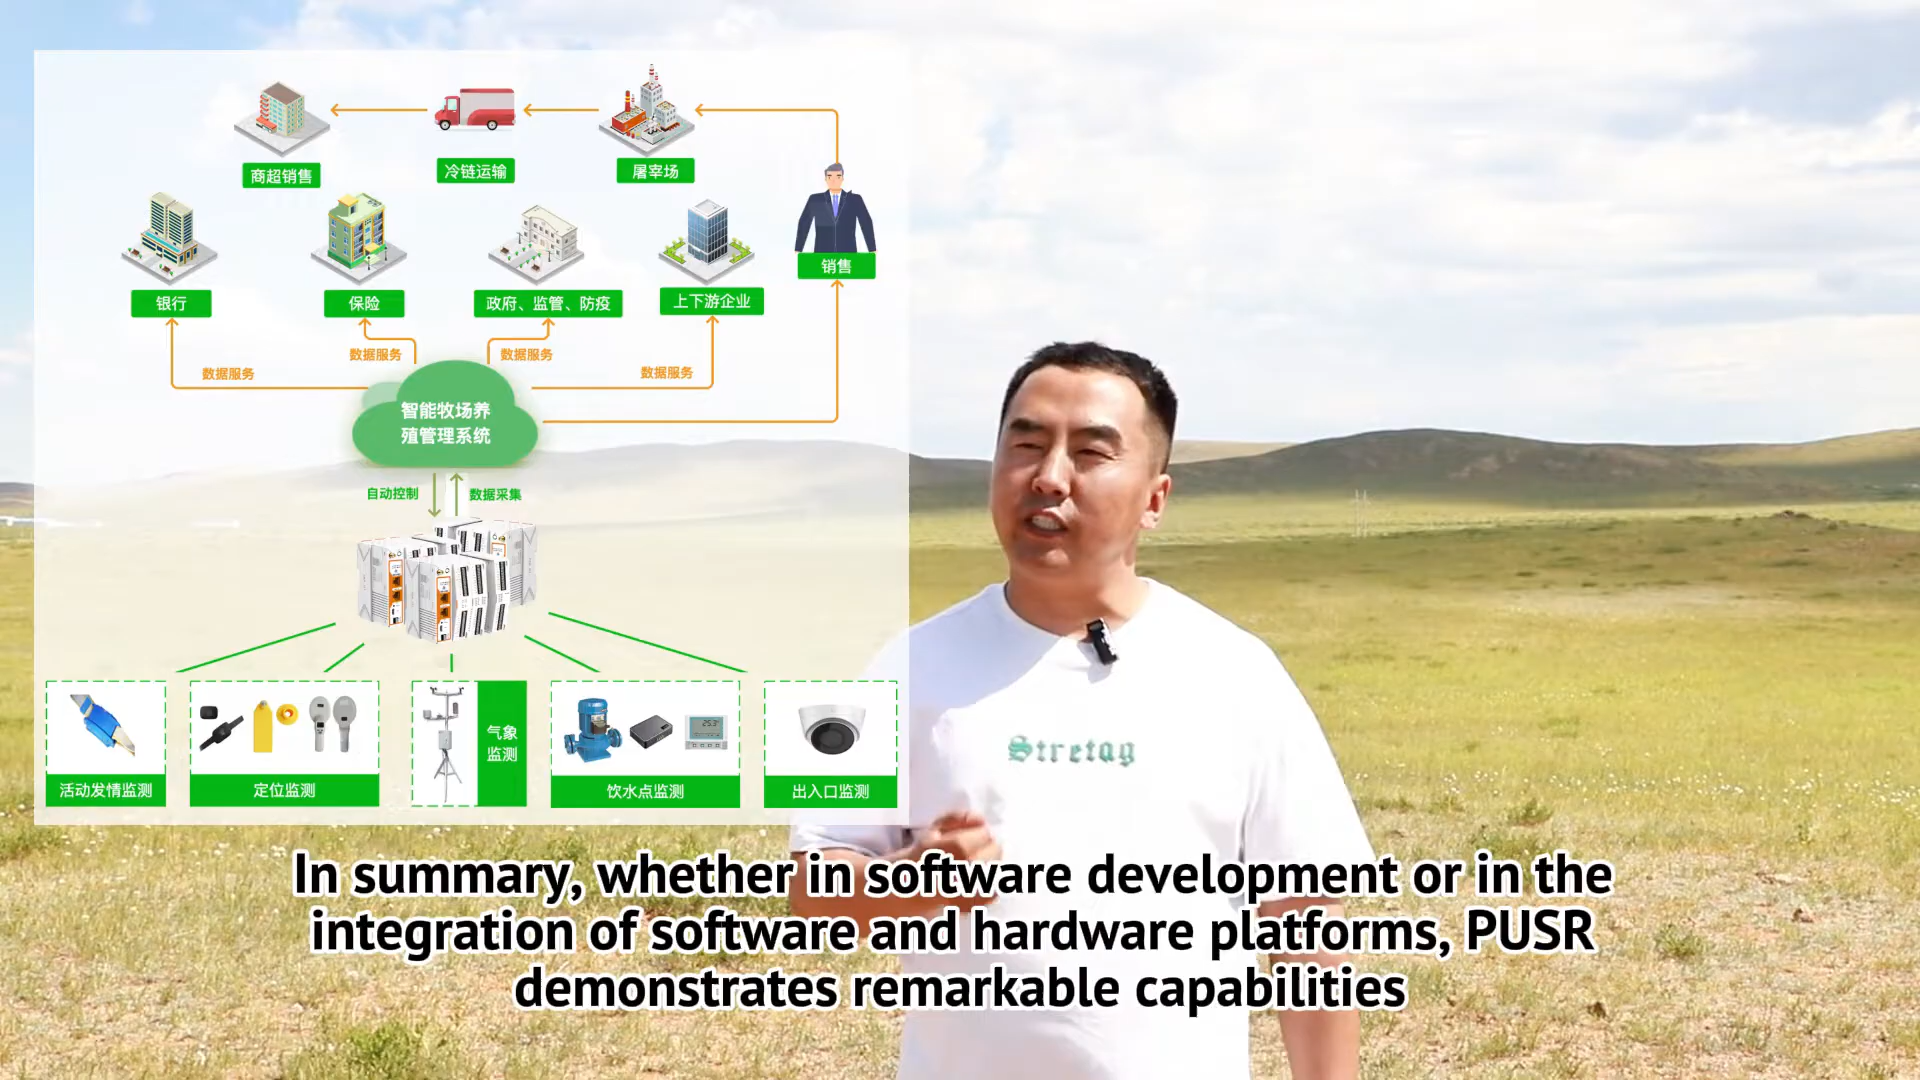 商超销售
冷链运输
屠宰场
销售
银行
保险
政府、监管、防疫
上下游企业
数据服务
数据服务
数据服务
数据服务
智能牧场养
殖管理系统
自动控制
数据采集
活动发情监测
定位监测
气象
监测
饮水点监测
出入口监测
Stretag
In summary, whether in software development or in the
integration of software and hardware platforms, PUSR
demonstrates remarkable capabilities